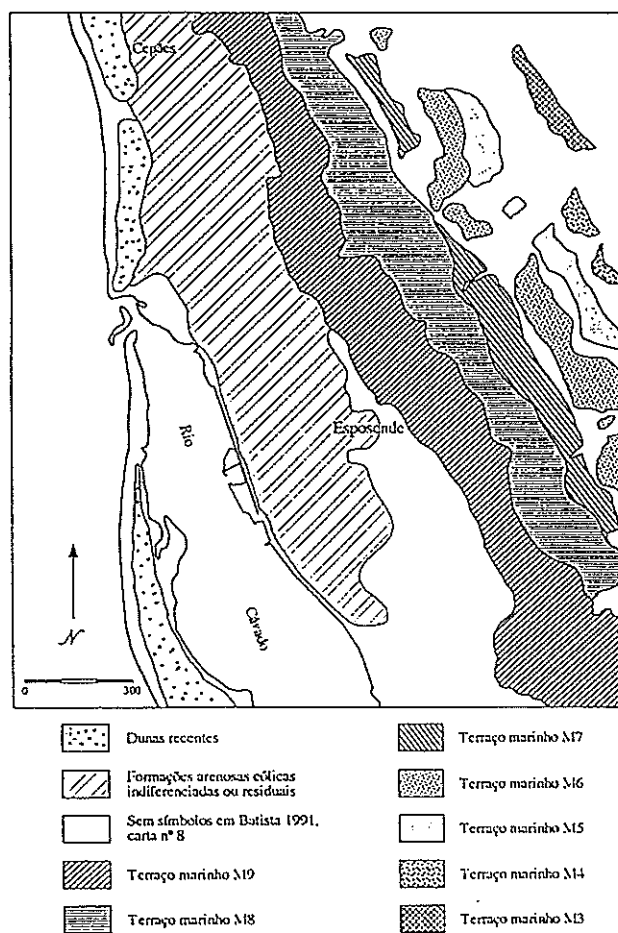 Cepães
Esposende
Rio
Cávado
N
0 300
Dunas recentes
Formações arenosas eólicas
indiferenciadas ou residuais
Sem símbolos em Batista 1991,
carta nº 8
Terraço marinho M9
Terraço marinho M8
Terraço marinho M7
Terraço marinho M6
Terraço marinho M5
Terraço marinho M4
Terraço marinho M3